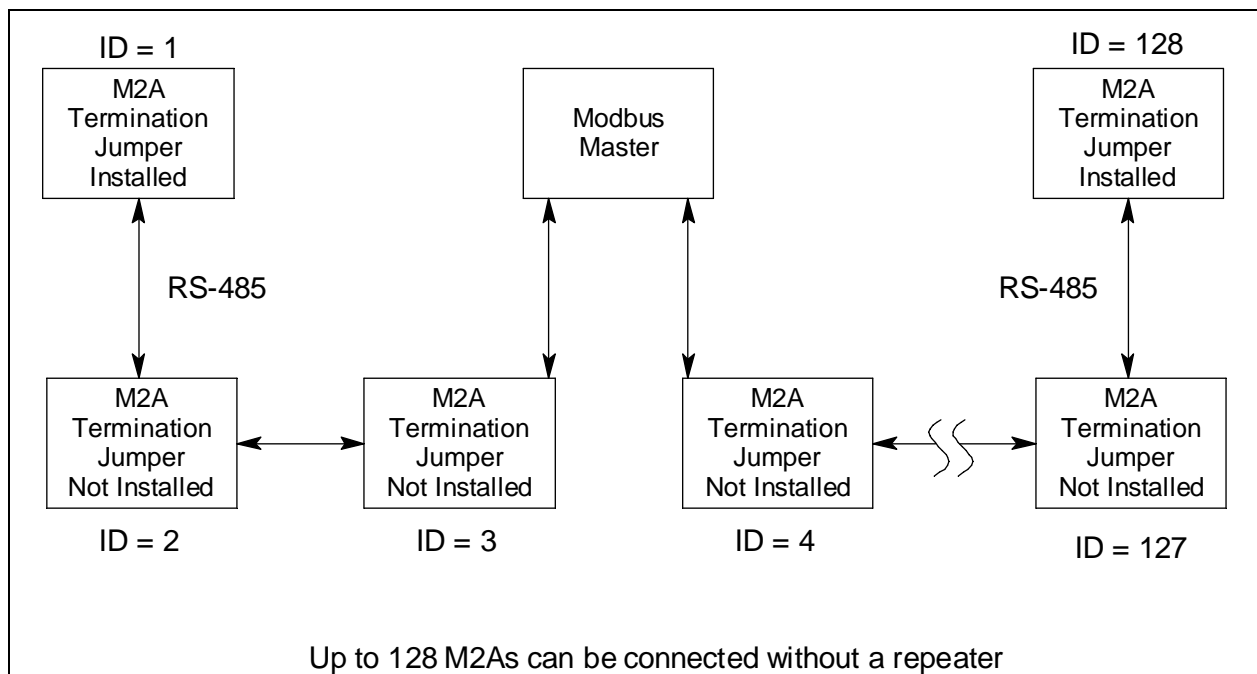 ID = 1
M2A
Termination
Jumper
Installed
Modbus
Master
ID = 128
M2A
Termination
Jumper
Installed
RS-485
RS-485
M2A
Termination
Jumper
Not Installed
ID = 2
M2A
Termination
Jumper
Not Installed
ID = 3
M2A
Termination
Jumper
Not Installed
ID = 4
M2A
Termination
Jumper
Not Installed
ID = 127
Up to 128 M2As can be connected without a repeater